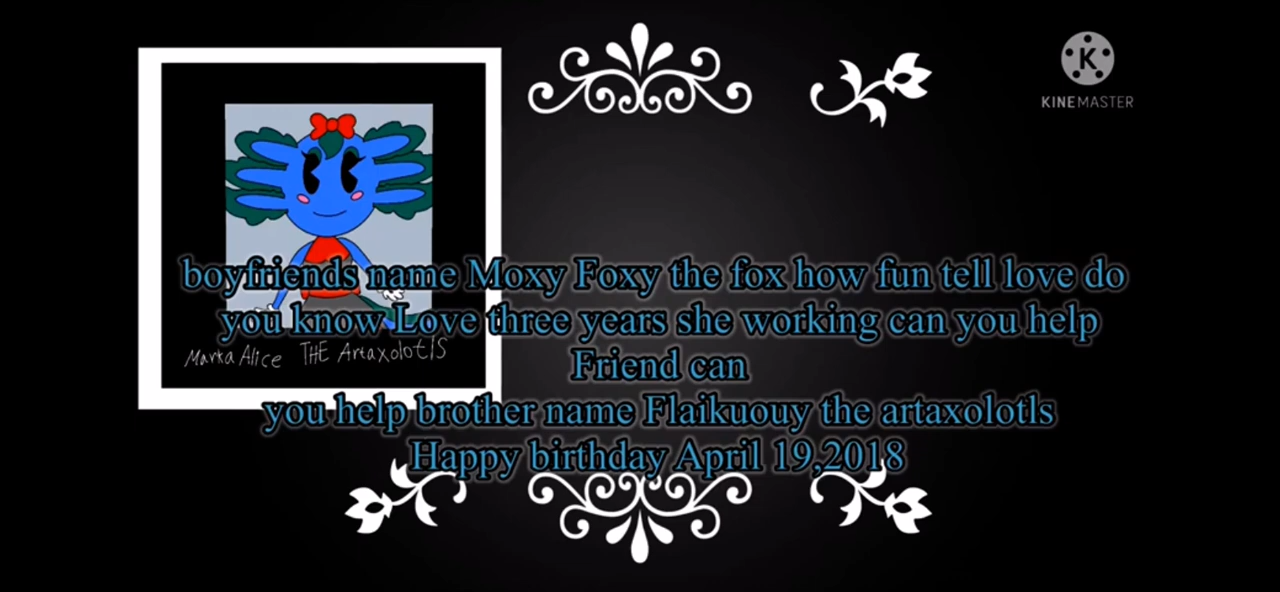 KINEMASTER
boyfriends name Moxy Foxy the fox how fun tell love do
you know Love three years she working can you help
Friend can
you help brother name Flaikuouy the artaxolotls
Happy birthday April 19,2018
Marka Alice THE ArtaxolotlS